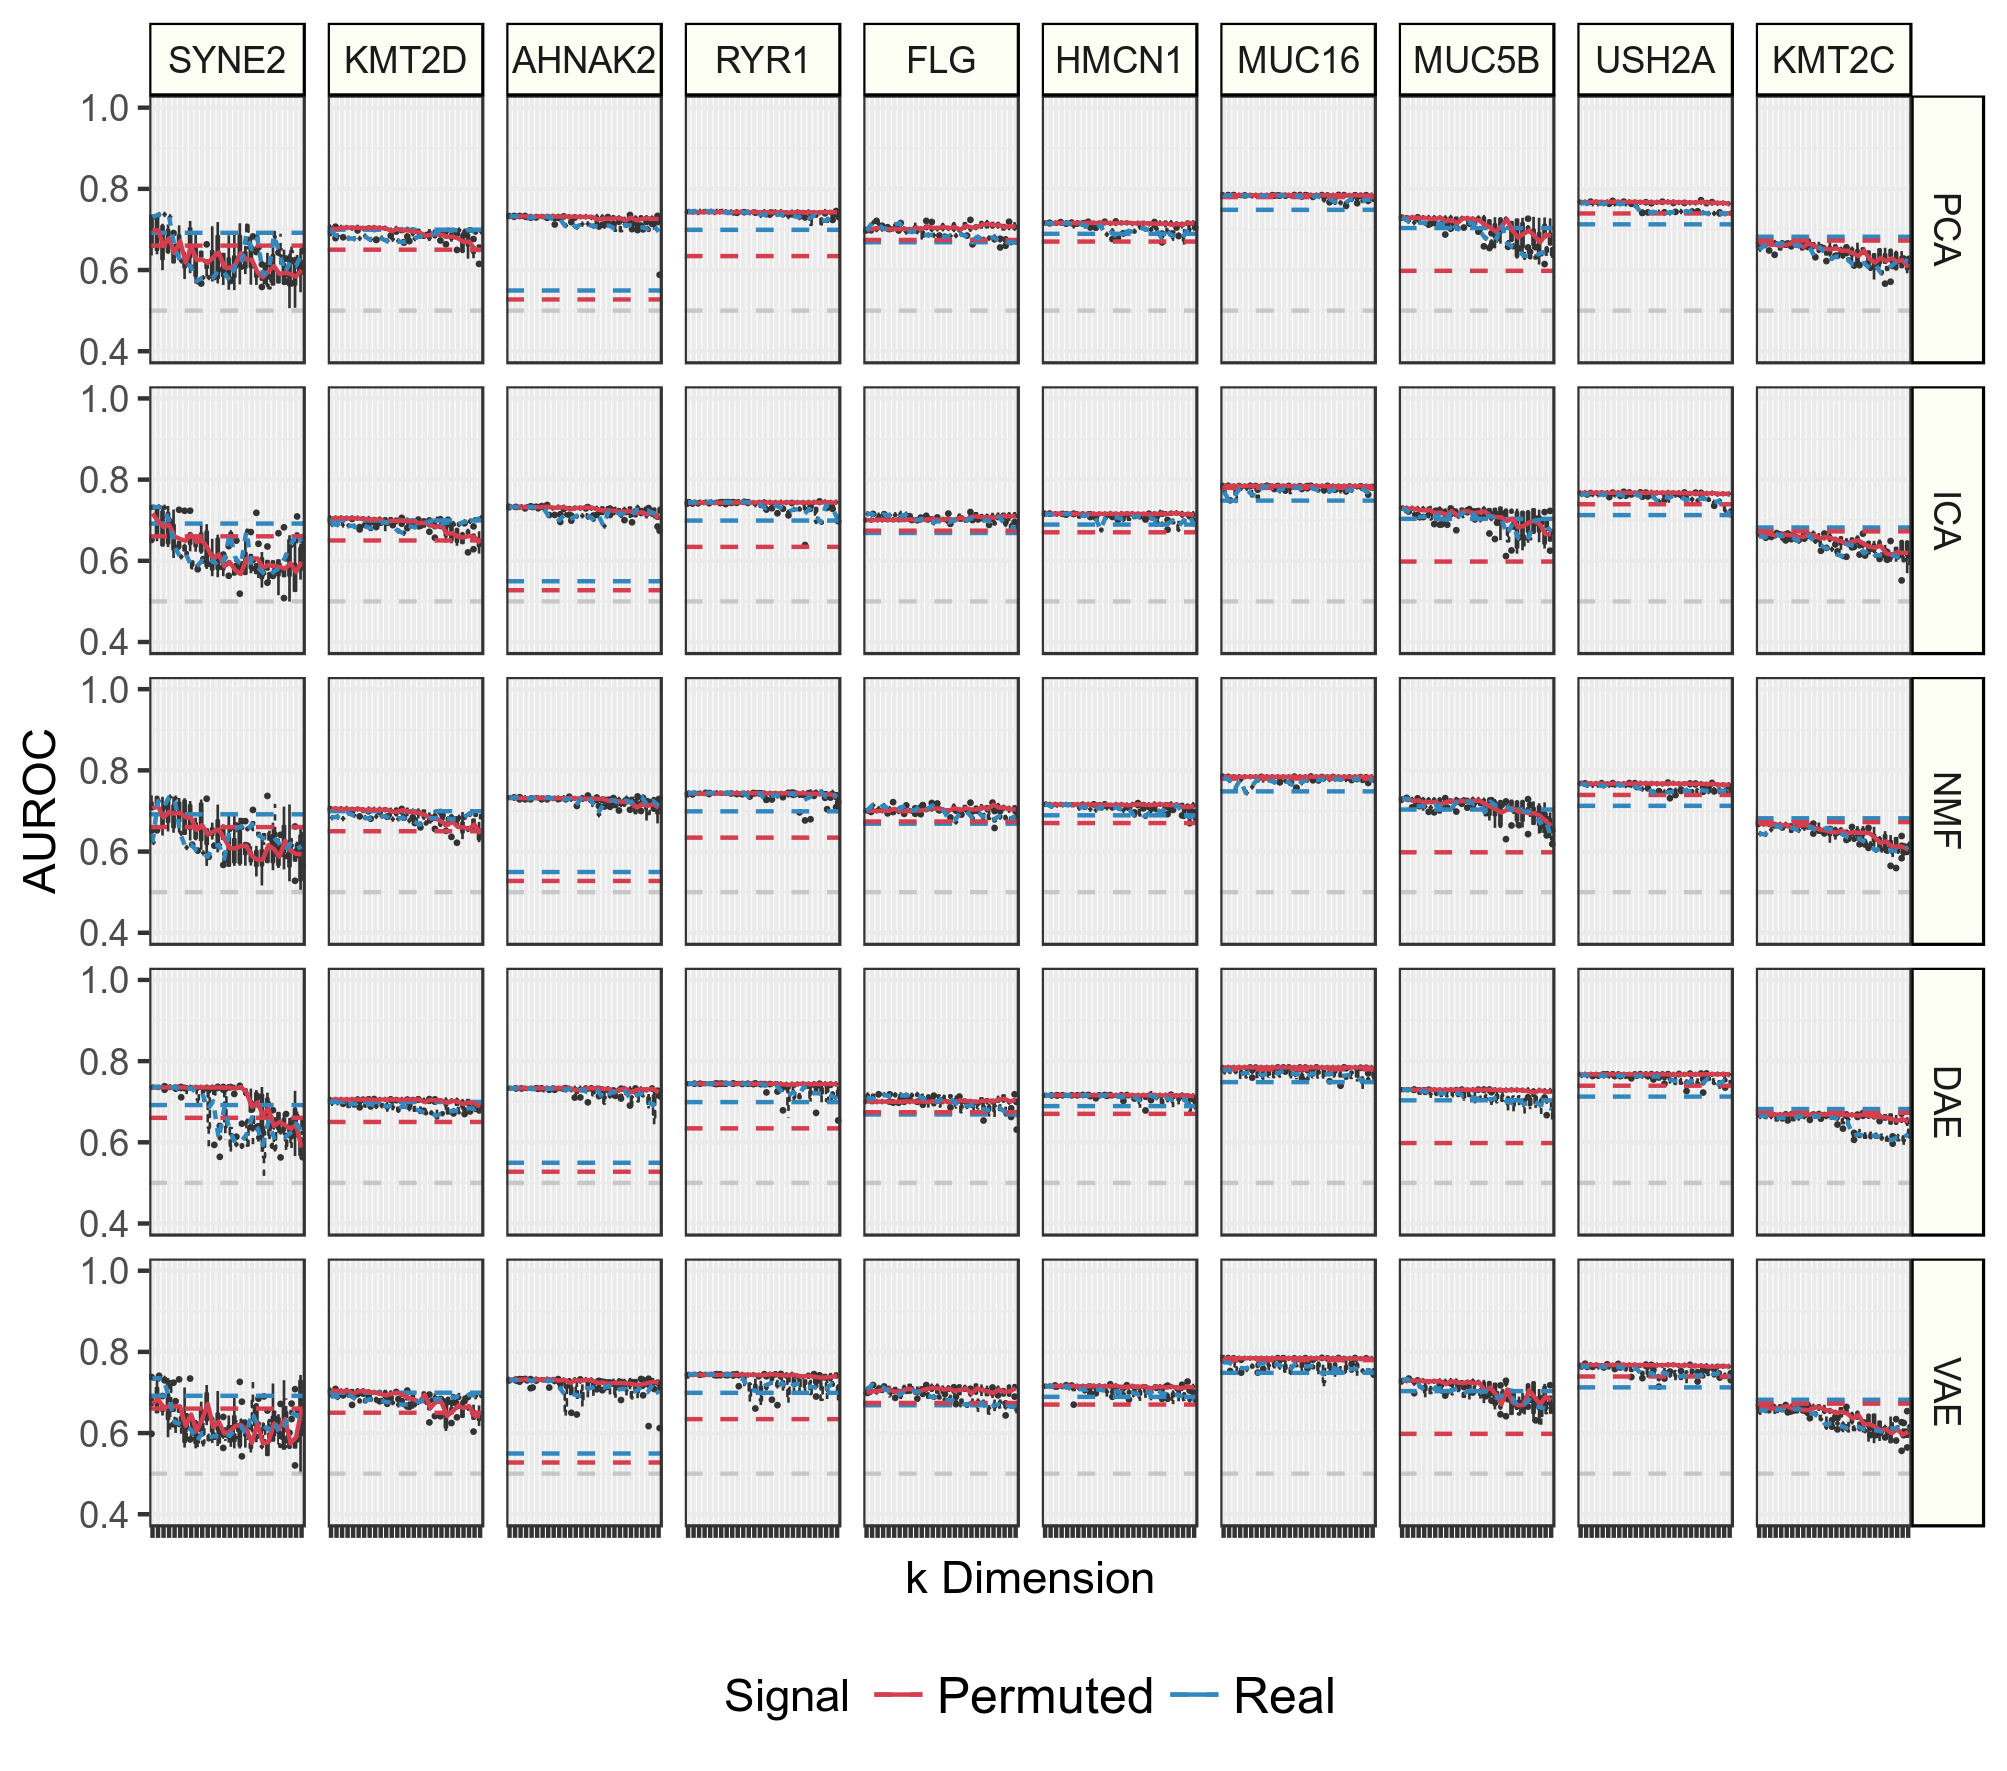 SYNE2 KMT2D AHNAK2 RYR1 FLG HMCN1 MUC16 MUC5B USH2A KMT2C
1.0
0.8
0.6
0.4
PCA
1.0
0.8
0.6
0.4
ICA
1.0
0.8
0.6
0.4
NMF
1.0
0.8
0.6
0.4
DAE
1.0
0.8
0.6
0.4
VAE
AUROC
k Dimension
Signal Permuted Real